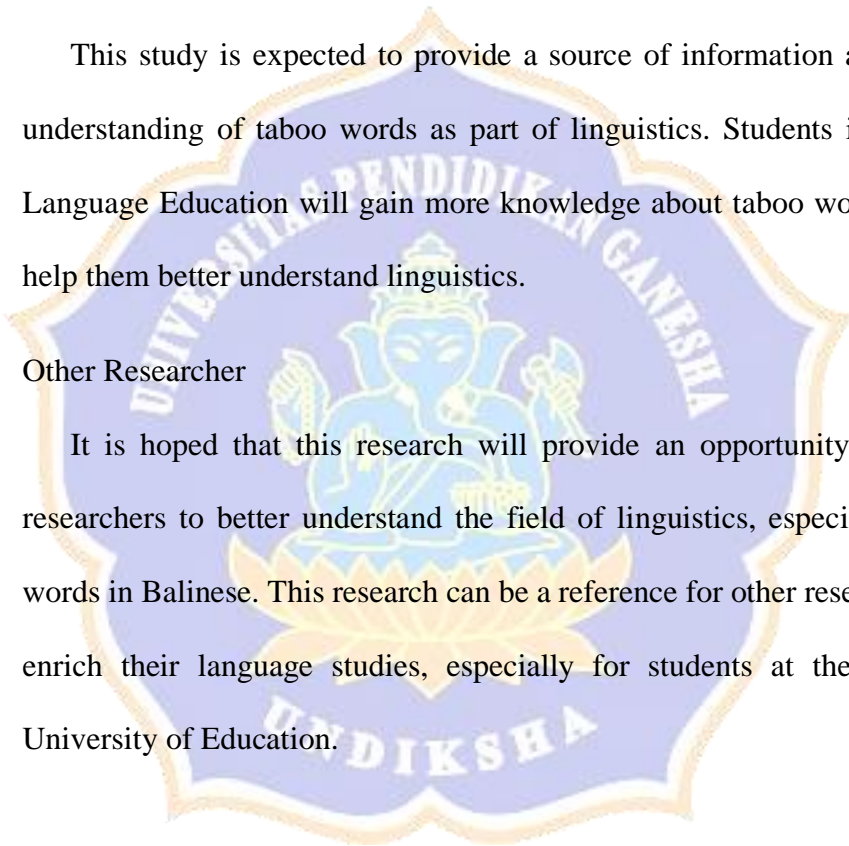 This study is expected to provide a source of information a
understanding of taboo words as part of linguistics. Students i
Language Education will gain more knowledge about taboo wo
help them better understand linguistics.
Other Researcher
It is hoped that this research will provide an opportunity
researchers to better understand the field of linguistics, especi
words in Balinese. This research can be a reference for other rese
enrich their language studies, especially for students at the
University of Education.
UNIVERSITAS PENDIDIKAN GANESHA
UNDIKSHA